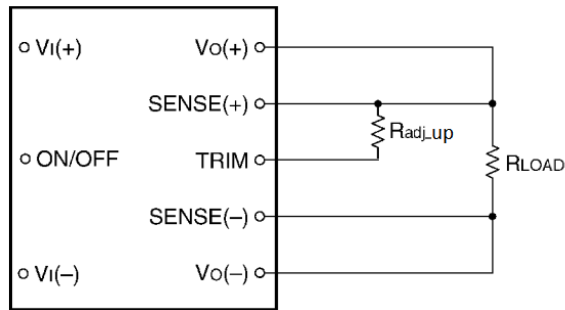 VI(+) VO(+)
SENSE(+)
Radj_up
ON/OFF TRIM RLOAD
SENSE(–)
VI(–) VO(–)